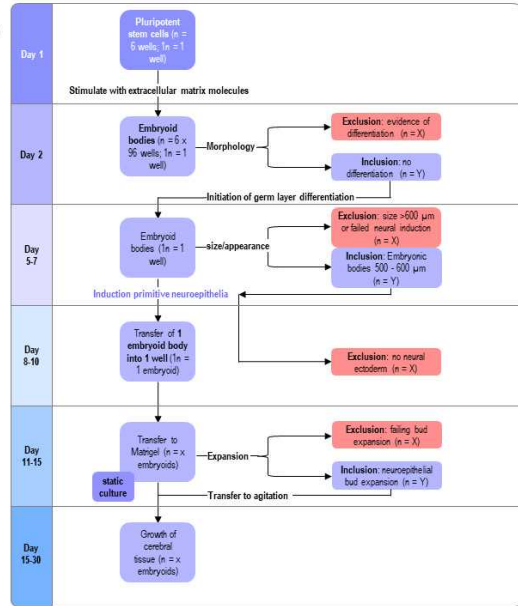 Day 1
Pluripotent
stem cells (n =
6 wells; 1n = 1
well)
Stimulate with extracellular matrix molecules
Day 2
Embryoid
bodies (n = 6 x
96 wells; 1n = 1
well)
Morphology
Exclusion: evidence of
differentiation (n = X)
Inclusion: no
differentiation (n = Y)
Initiation of germ layer differentiation
Day
5-7
Embryoid
bodies (1n = 1
well)
size/appearance
Exclusion: size >600 µm
or failed neural induction
(n = X)
Inclusion: Embryonic
bodies 500 - 600 µm
(n = Y)
Induction primitive neuroepithelia
Day
8-10
Transfer of 1
embryoid body
into 1 well (1n =
1 embryoid)
Exclusion: no neural
ectoderm (n = X)
Day
11-15
Transfer to
Matrigel (n = x
embryoids)
static
culture
Expansion
Exclusion: failing bud
expansion (n = X)
Inclusion: neuroepithelial
bud expansion (n = Y)
Transfer to agitation
Day
15-30
Growth of
cerebral
tissue (n = x
embryoids)